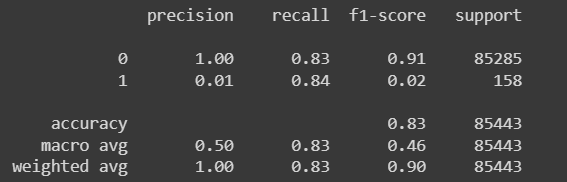 precision recall f1-score support
0 1.00 0.83 0.91 85285
1 0.01 0.84 0.02 158
accuracy 0.83 85443
macro avg 0.50 0.83 0.46 85443
weighted avg 1.00 0.83 0.90 85443